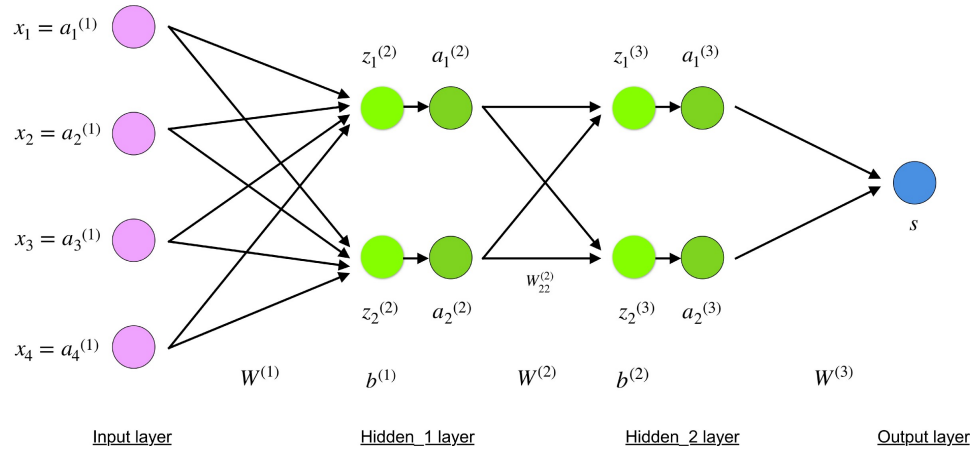 x₁ = a₁⁽¹⁾
z₁⁽²⁾ a₁⁽²⁾ z₁⁽³⁾ a₁⁽³⁾
x₂ = a₂⁽¹⁾
x₃ = a₃⁽¹⁾
s
W₂₂⁽²⁾
z₂⁽²⁾ a₂⁽²⁾ z₂⁽³⁾ a₂⁽³⁾
x₄ = a₄⁽¹⁾
W⁽¹⁾ b⁽¹⁾ W⁽²⁾ b⁽²⁾ W⁽³⁾
Input layer Hidden_1 layer Hidden_2 layer Output layer